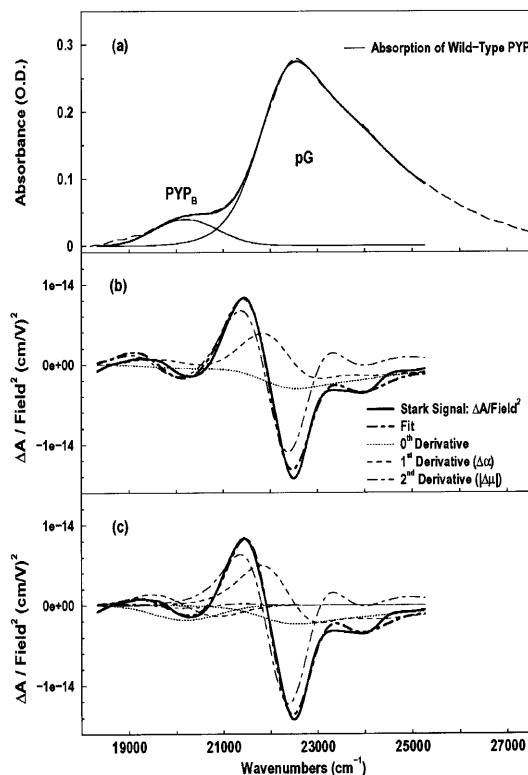 (a)
— Absorption of Wild-Type PYP
Absorbance (O.D.)
0.3
0.2
0.1
0
PYP_B
pG
(b)
ΔA / Field² (cm/V)²
1e-14
0e+00
-1e-14
Stark Signal: ΔA/Field²
Fit
0th Derivative
1st Derivative (Δα)
2nd Derivative (|Δμ|)
(c)
ΔA / Field² (cm/V)²
1e-14
0e+00
-1e-14
19000 21000 23000 25000 27000
Wavenumbers (cm⁻¹)